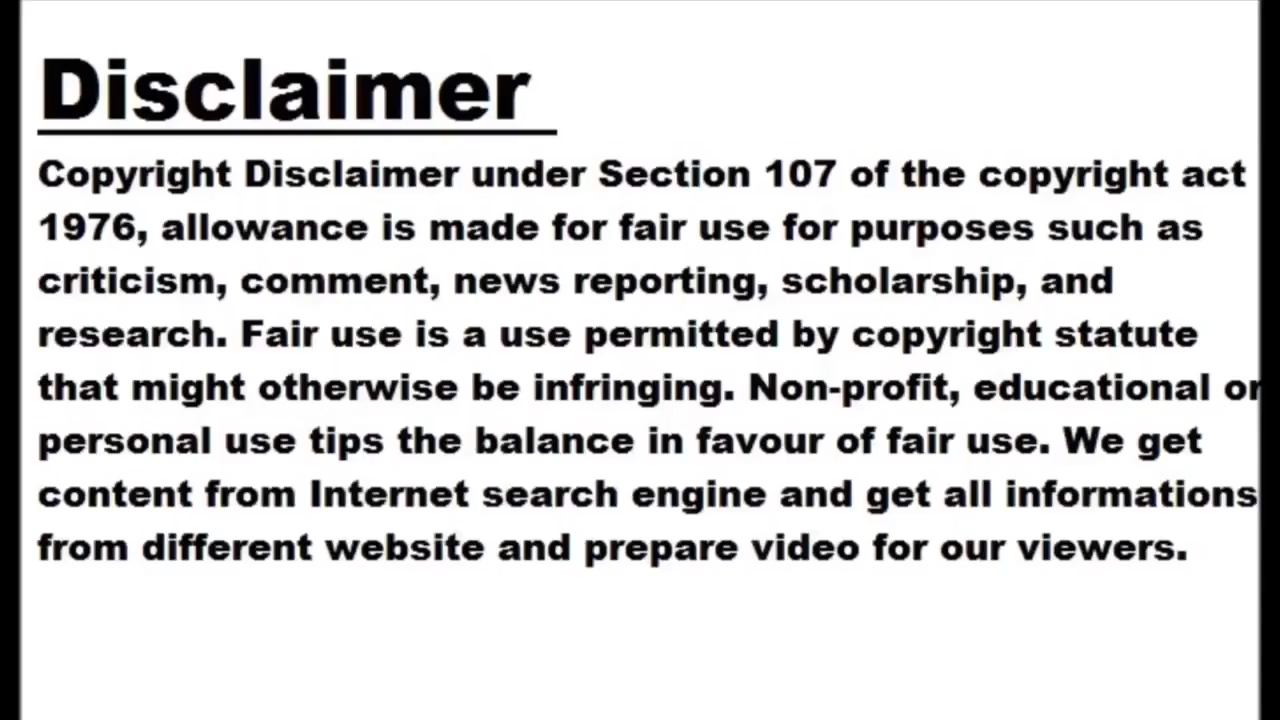 Disclaimer
Copyright Disclaimer under Section 107 of the copyright act
1976, allowance is made for fair use for purposes such as
criticism, comment, news reporting, scholarship, and
research. Fair use is a use permitted by copyright statute
that might otherwise be infringing. Non-profit, educational or
personal use tips the balance in favour of fair use. We get
content from Internet search engine and get all informations
from different website and prepare video for our viewers.